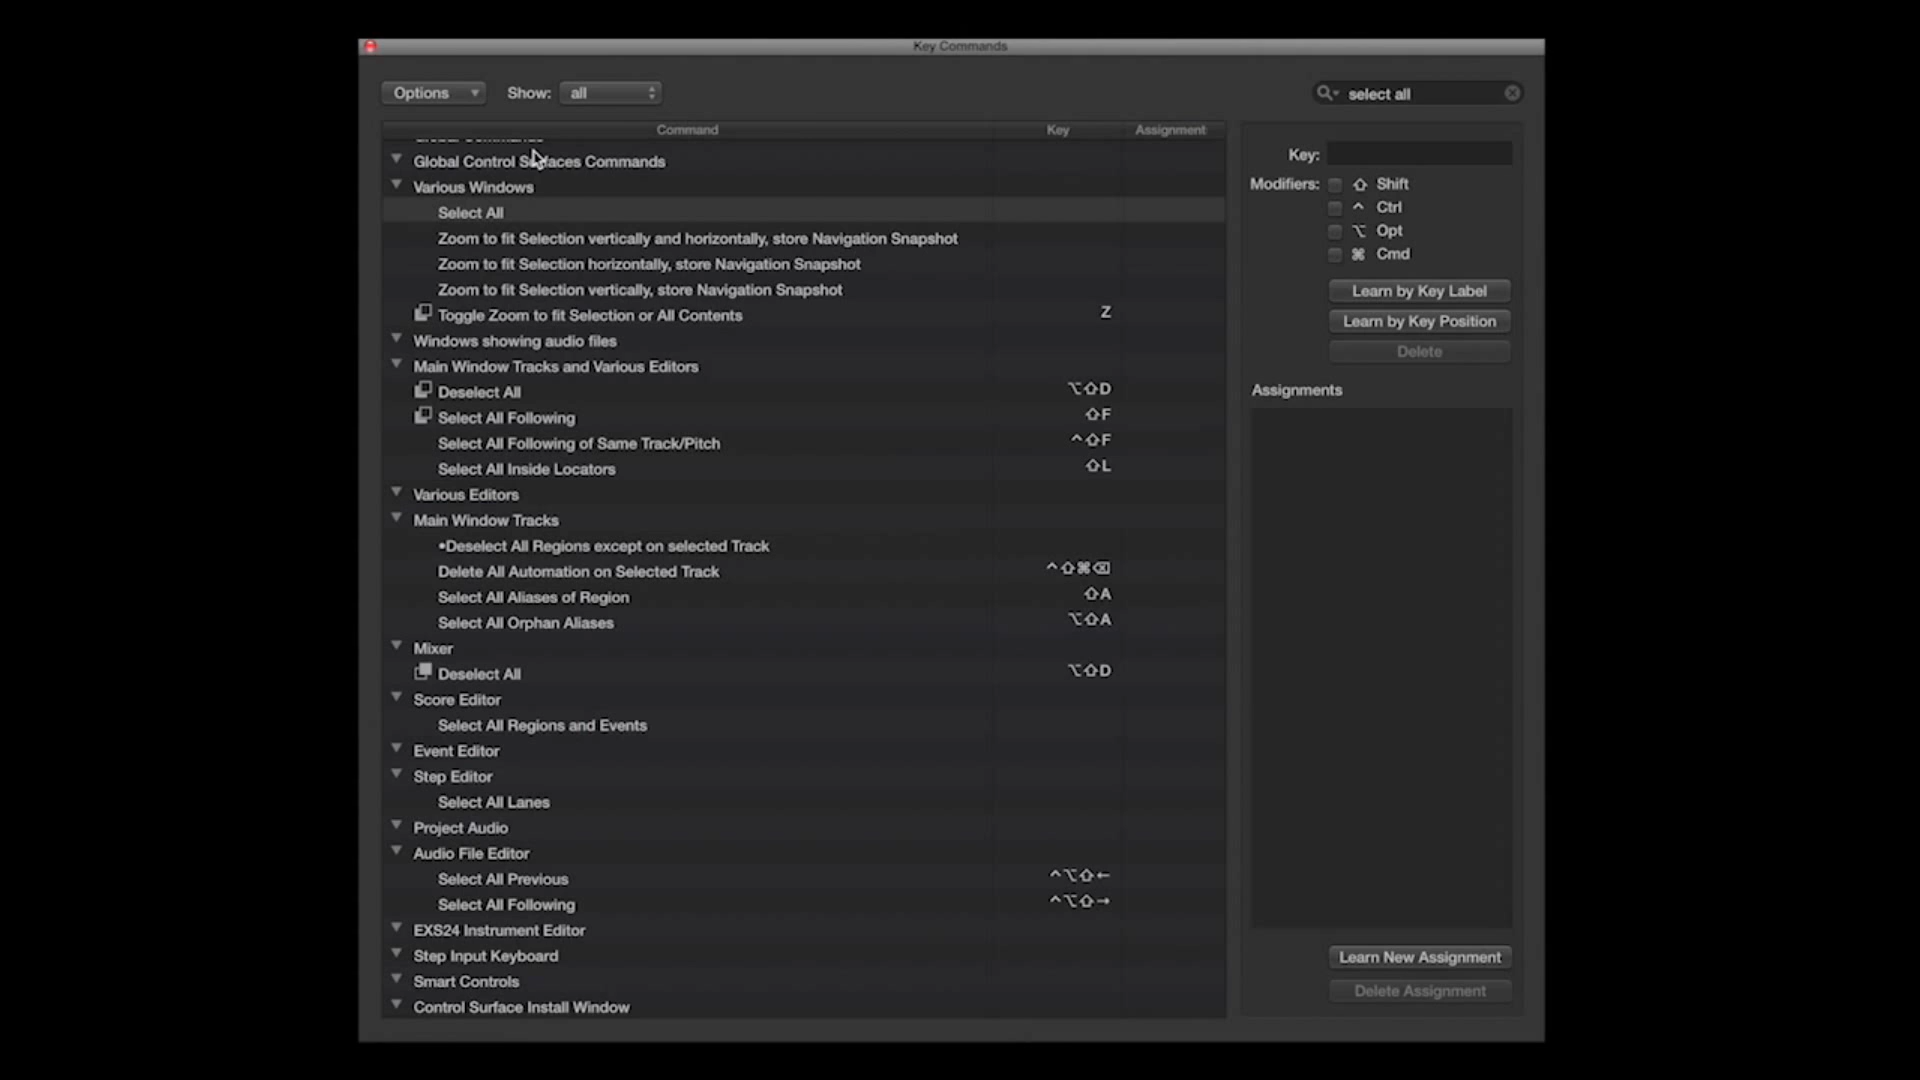 Key Commands
Options Show: all select all
Command Key Assignment
Global Commands
Global Control Surfaces Commands
Various Windows
Select All
Zoom to fit Selection vertically and horizontally, store Navigation Snapshot
Zoom to fit Selection horizontally, store Navigation Snapshot
Zoom to fit Selection vertically, store Navigation Snapshot
Toggle Zoom to fit Selection or All Contents Z
Windows showing audio files
Main Window Tracks and Various Editors
Deselect All ⌥⇧D
Select All Following ⇧F
Select All Following of Same Track/Pitch ^⇧F
Select All Inside Locators ⇧L
Various Editors
Main Window Tracks
•Deselect All Regions except on selected Track
Delete All Automation on Selected Track ^⇧⌘⌫
Select All Aliases of Region ⇧A
Select All Orphan Aliases ⌥⇧A
Mixer
Deselect All ⌥⇧D
Score Editor
Select All Regions and Events
Event Editor
Step Editor
Select All Lanes
Project Audio
Audio File Editor
Select All Previous ^⌥⇧←
Select All Following ^⌥⇧→
EXS24 Instrument Editor
Step Input Keyboard
Smart Controls
Control Surface Install Window
Key:
Modifiers: ⇧ Shift
^ Ctrl
⌥ Opt
⌘ Cmd
Learn by Key Label
Learn by Key Position
Delete
Assignments
Learn New Assignment
Delete Assignment